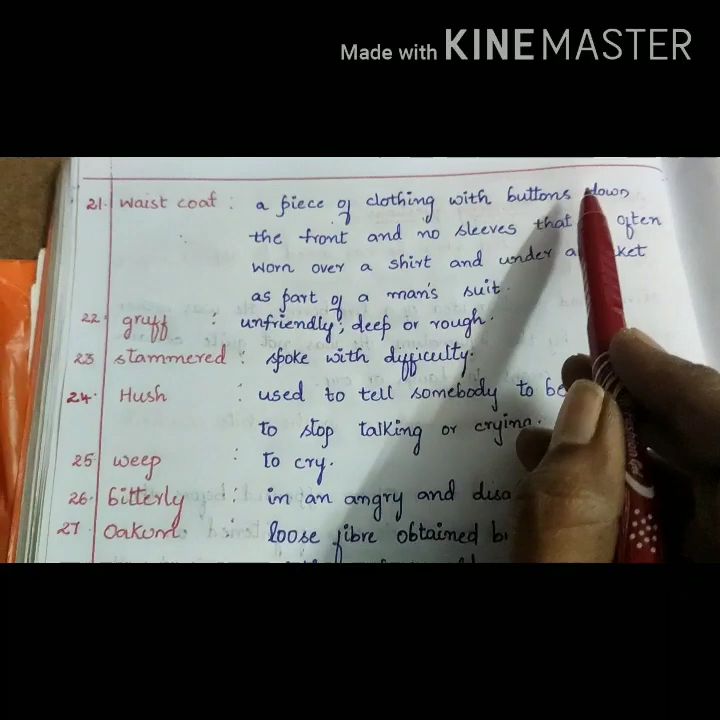 Made with KINEMASTER
21. Waist coat : a piece of clothing with buttons down
the front and no sleeves that often
worn over a shirt and under a ket
as part of a man's suit.
22. gruff : unfriendly, deep or rough.
23 stammered : spoke with difficulty.
24. Hush : used to tell somebody to be
to stop talking or crying.
25. weep : to cry.
26. bitterly : in an angry and disa
27. Oakum : loose fibre obtained b